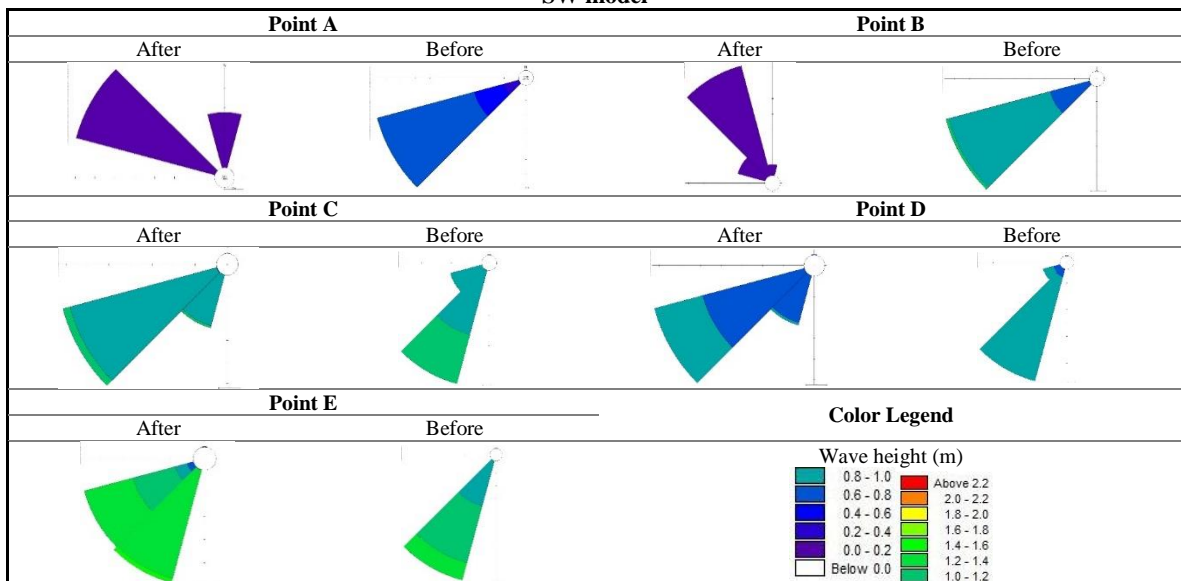 SW model
Point A Point B
After Before After Before
Point C Point D
After Before After Before
Point E Color Legend
After Before
Wave height (m)
0.8 - 1.0 Above 2.2
0.6 - 0.8 2.0 - 2.2
0.4 - 0.6 1.8 - 2.0
0.2 - 0.4 1.6 - 1.8
0.0 - 0.2 1.4 - 1.6
Below 0.0 1.2 - 1.4
1.0 - 1.2